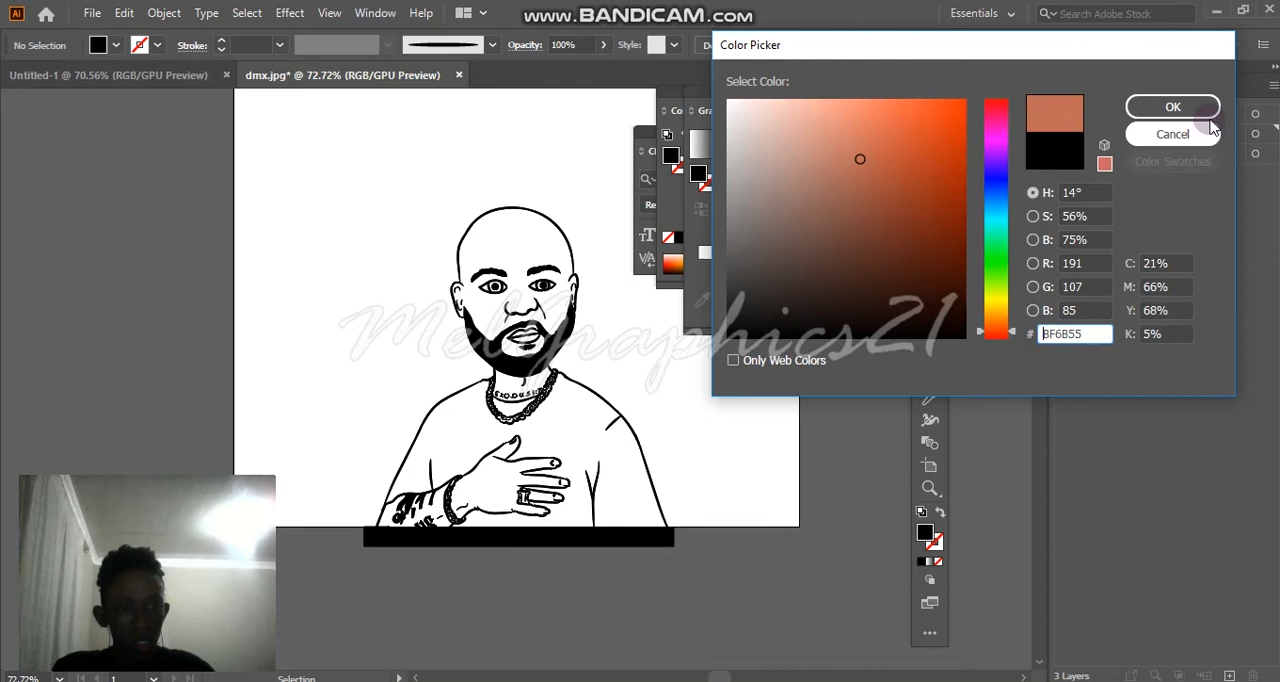 Ai File Edit Object Type Select Effect View Window Help www.BANDICAM.com Essentials Search Adobe Stock
No Selection Stroke: Opacity: 100% Style:
Untitled-1 @ 70.56% (RGB/GPU Preview) × dmx.jpg* @ 72.72% (RGB/GPU Preview) ×
Color Picker
Select Color:
OK
Cancel
Color Swatches
H: 14°
S: 56%
B: 75%
R: 191 C: 21%
G: 107 M: 66%
B: 85 Y: 68%
# BF6B55 K: 5%
Only Web Colors
Melgraphics21
72.72% 1 Selection 3 Layers